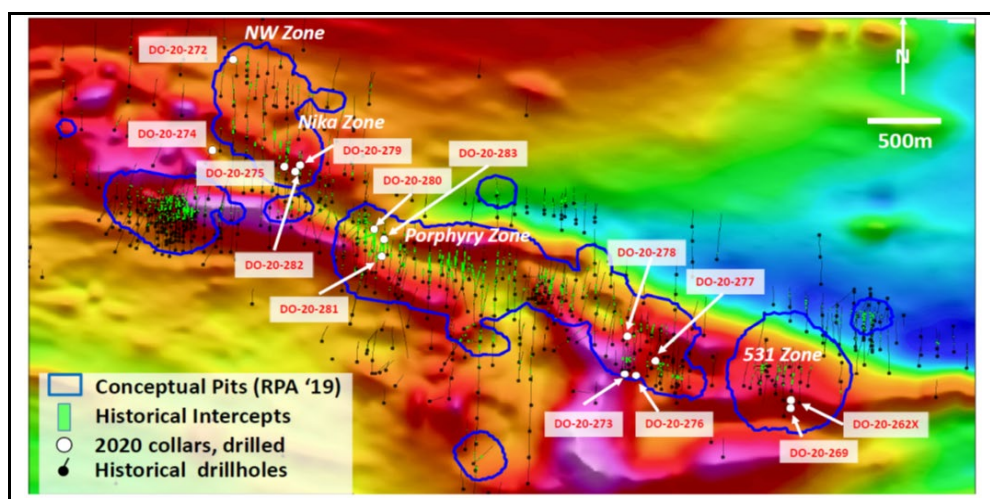 NW Zone
DO-20-272
N
Nika Zone
500m
DO-20-274
DO-20-279
DO-20-283
DO-20-275
DO-20-280
Porphyry Zone
DO-20-278
DO-20-282
DO-20-277
DO-20-281
531 Zone
Conceptual Pits (RPA '19)
Historical Intercepts
DO-20-273
DO-20-276
DO-20-262X
2020 collars, drilled
DO-20-269
Historical drillholes